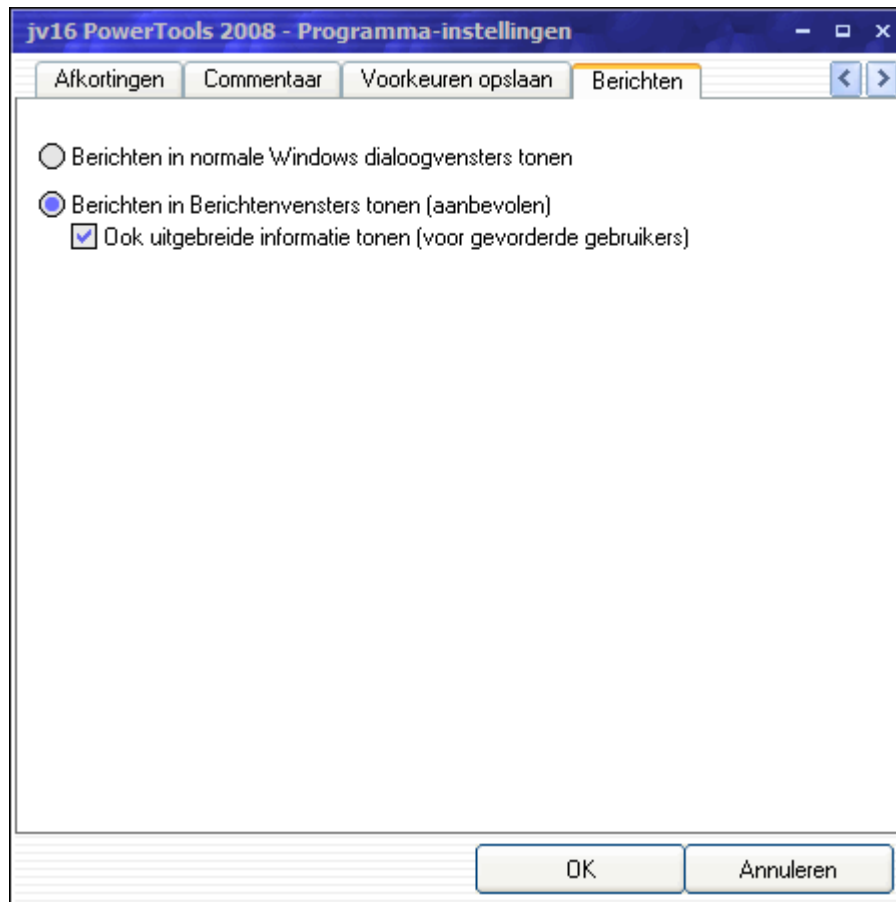 jv16 PowerTools 2008 - Programma-instellingen
Afkortingen Commentaar Voorkeuren opslaan Berichten
Berichten in normale Windows dialoogvensters tonen
Berichten in Berichtenvensters tonen (aanbevolen)
Ook uitgebreide informatie tonen (voor gevorderde gebruikers)
OK Annuleren